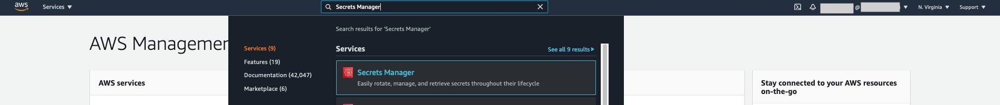 aws
Services
Secrets Manager
@
N. Virginia
Support
Search results for 'Secrets Manager'
AWS Managemen
Services (9)
Features (19)
Documentation (42,047)
Marketplace (6)
Services
See all 9 results
Secrets Manager
Easily rotate, manage, and retrieve secrets throughout their lifecycle
AWS services
Stay connected to your AWS resources
on-the-go